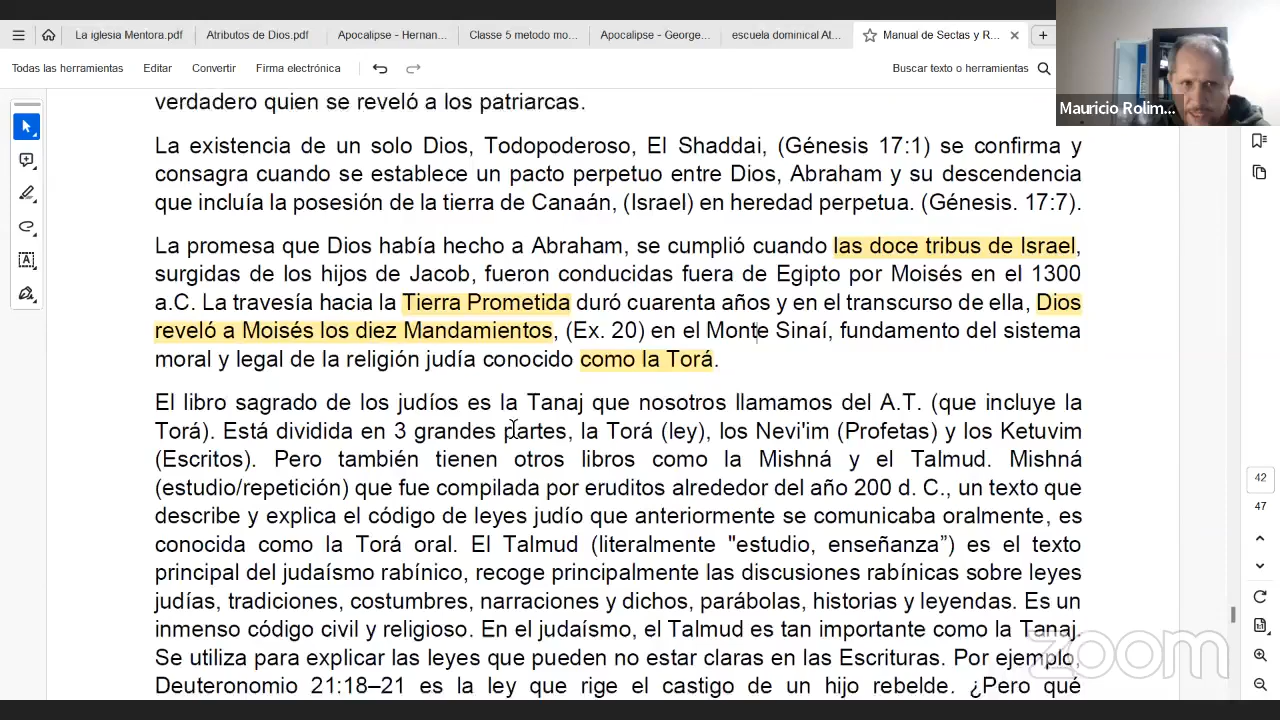 La iglesia Mentora.pdf
Atributos de Dios.pdf
Apocalipse - Hernan...
Classe 5 metodo mo...
Apocalipse - George...
escuela dominical Al...
Manual de Sectas y R...
Todas las herramientas
Editar
Convertir
Firma electrónica
Buscar texto o herramientas
Mauricio Rolim...
verdadero quien se reveló a los patriarcas.
La existencia de un solo Dios, Todopoderoso, El Shaddai, (Génesis 17:1) se confirma y
consagra cuando se establece un pacto perpetuo entre Dios, Abraham y su descendencia
que incluía la posesión de la tierra de Canaán, (Israel) en heredad perpetua. (Génesis. 17:7).
La promesa que Dios había hecho a Abraham, se cumplió cuando las doce tribus de Israel,
surgidas de los hijos de Jacob, fueron conducidas fuera de Egipto por Moisés en el 1300
a.C. La travesía hacia la Tierra Prometida duró cuarenta años y en el transcurso de ella, Dios
reveló a Moisés los diez Mandamientos, (Ex. 20) en el Monte Sinaí, fundamento del sistema
moral y legal de la religión judía conocido como la Torá.
El libro sagrado de los judíos es la Tanaj que nosotros llamamos del A.T. (que incluye la
Torá). Está dividida en 3 grandes partes, la Torá (ley), los Nevi'im (Profetas) y los Ketuvim
(Escritos). Pero también tienen otros libros como la Mishná y el Talmud. Mishná
(estudio/repetición) que fue compilada por eruditos alrededor del año 200 d. C., un texto que
describe y explica el código de leyes judío que anteriormente se comunicaba oralmente, es
conocida como la Torá oral. El Talmud (literalmente "estudio, enseñanza”) es el texto
principal del judaísmo rabínico, recoge principalmente las discusiones rabínicas sobre leyes
judías, tradiciones, costumbres, narraciones y dichos, parábolas, historias y leyendas. Es un
inmenso código civil y religioso. En el judaísmo, el Talmud es tan importante como la Tanaj.
Se utiliza para explicar las leyes que pueden no estar claras en las Escrituras. Por ejemplo,
Deuteronomio 21:18–21 es la ley que rige el castigo de un hijo rebelde. ¿Pero qué
42
47
zoom